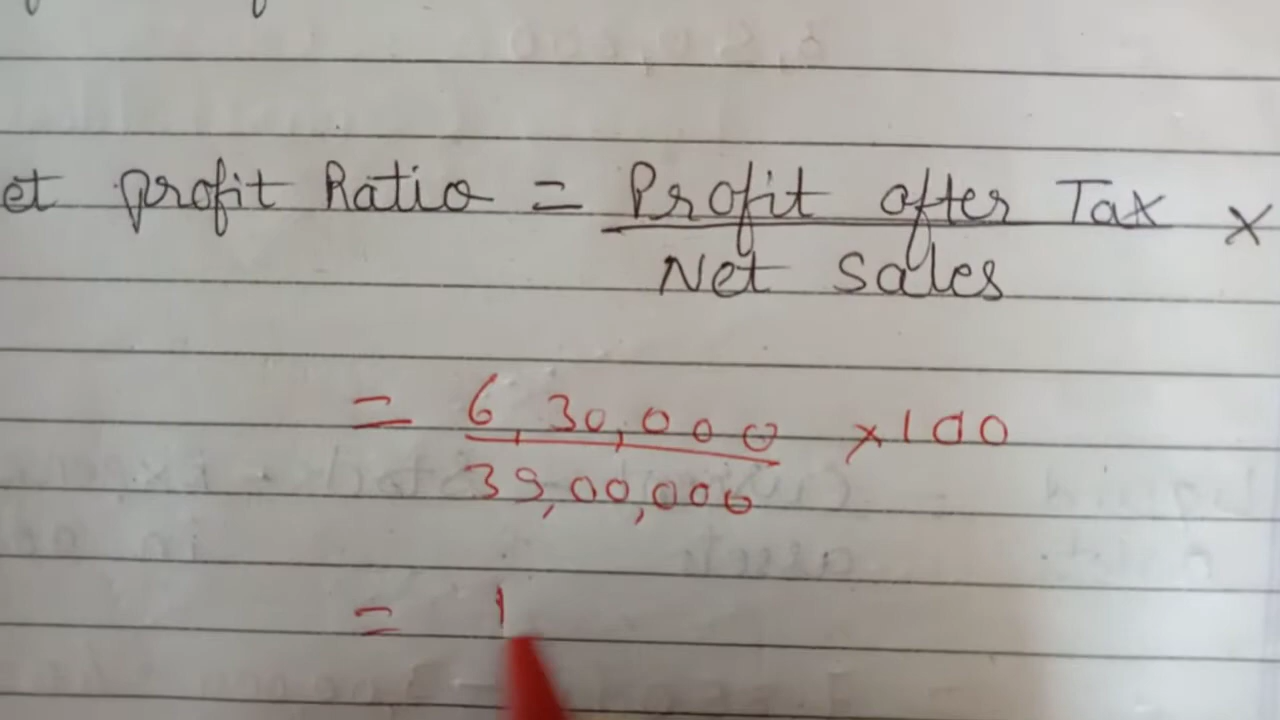 et profit Ratio = Profit after Tax ×
Net Sales
= 6,30,000 ×100
39,00,000
= 1